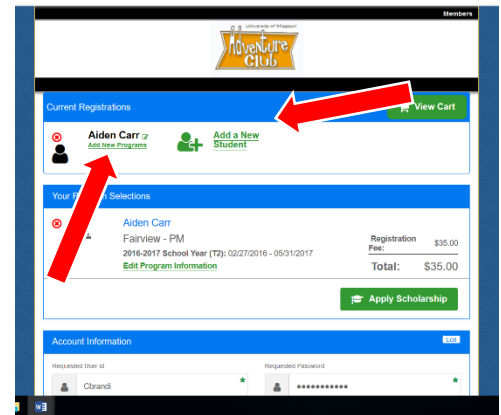 Members
University of Missouri
Adventure
Club
Current Registrations
View Cart
Aiden Carr
Add New Programs
Add a New
Student
Your P Selections
Aiden Carr
Fairview - PM
2016-2017 School Year (T2): 02/27/2016 - 05/31/2017
Edit Program Information
Registration
Fee: $35.00
Total: $35.00
Apply Scholarship
Account Information
Requested User Id
Requested Password
Cbrandi